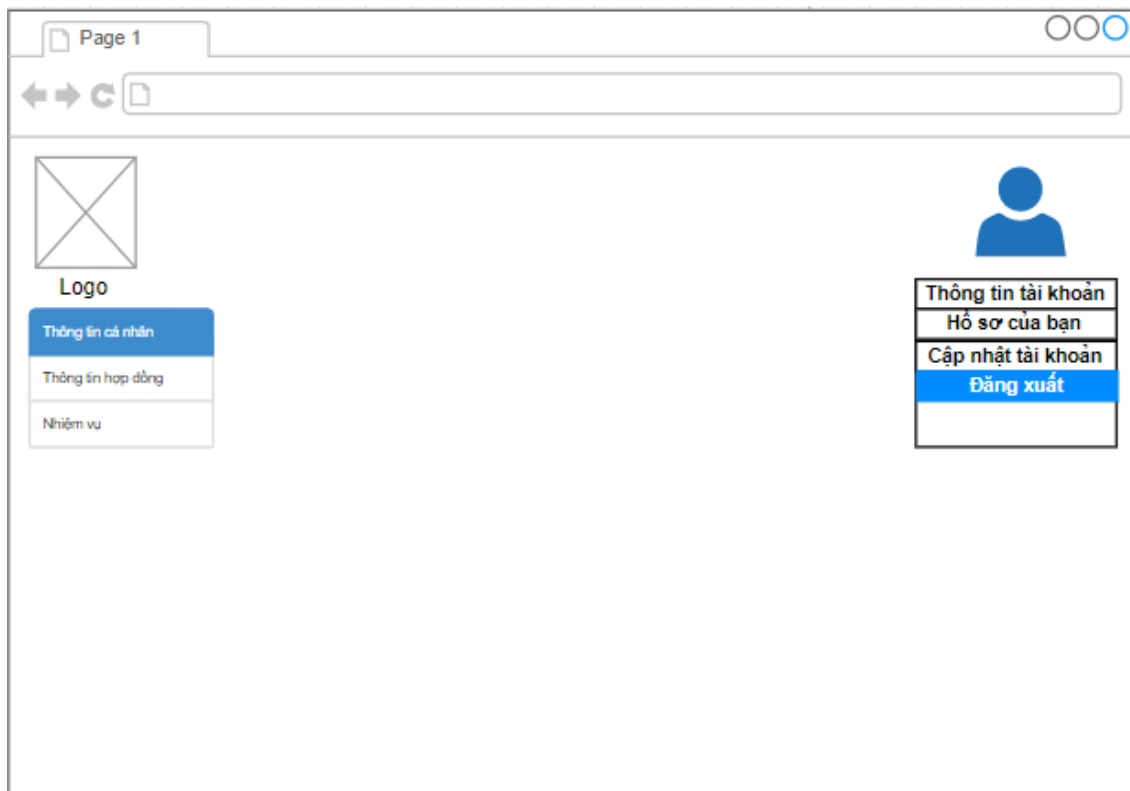 Page 1
Logo
Thông tin cá nhân
Thông tin hợp đồng
Nhiệm vụ
Thông tin tài khoản
Hồ sơ của bạn
Cập nhật tài khoản
Đăng xuất